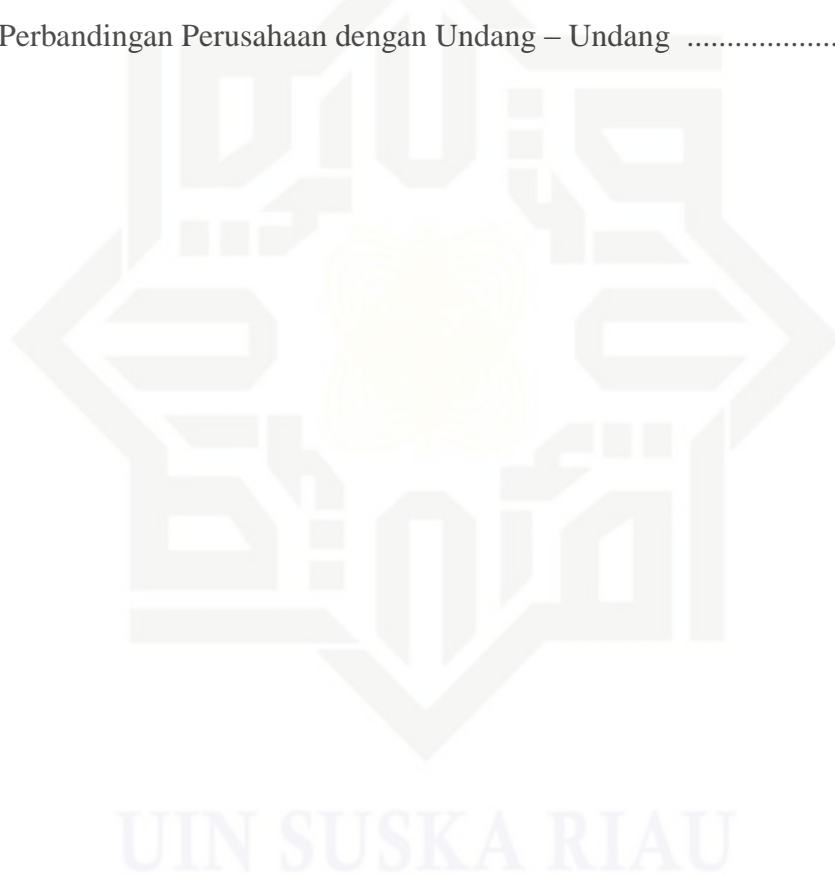 Perbandingan Perusahaan dengan Undang – Undang ...................
UIN SUSKA RIAU